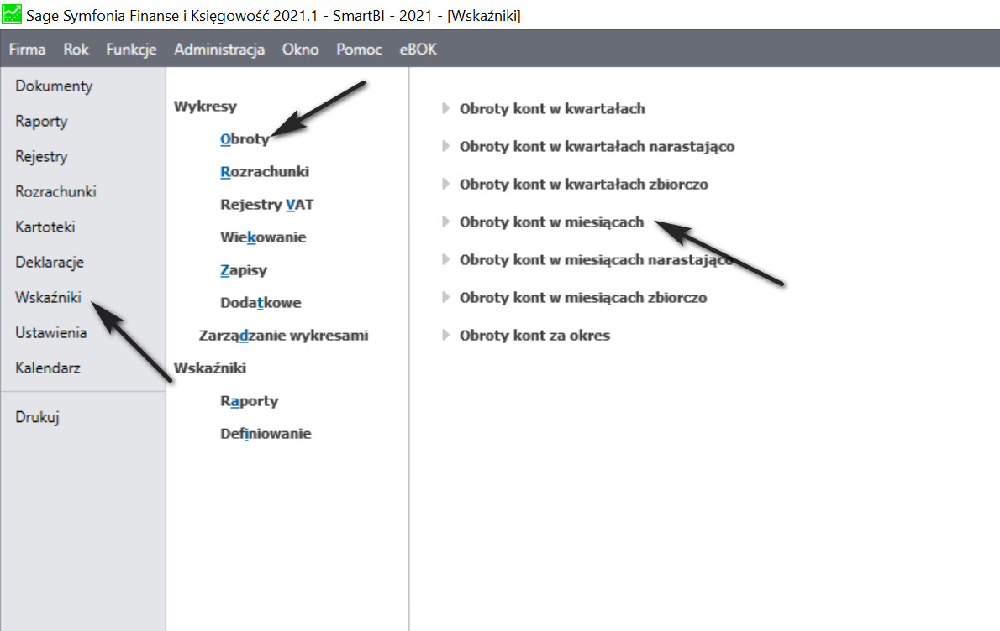 Sage Symfonia Finanse i Księgowość 2021.1 - SmartBI - 2021 - [Wskaźniki]
Firma Rok Funkcje Administracja Okno Pomoc eBOK
Dokumenty
Raporty
Rejestry
Rozrachunki
Kartoteki
Deklaracje
Wskaźniki
Ustawienia
Kalendarz
Drukuj
Wykresy
Obroty
Rozrachunki
Rejestry VAT
Wiekowanie
Zapisy
Dodatkowe
Zarządzanie wykresami
Wskaźniki
Raporty
Definiowanie
Obroty kont w kwartałach
Obroty kont w kwartałach narastająco
Obroty kont w kwartałach zbiorczo
Obroty kont w miesiącach
Obroty kont w miesiącach narastająco
Obroty kont w miesiącach zbiorczo
Obroty kont za okres